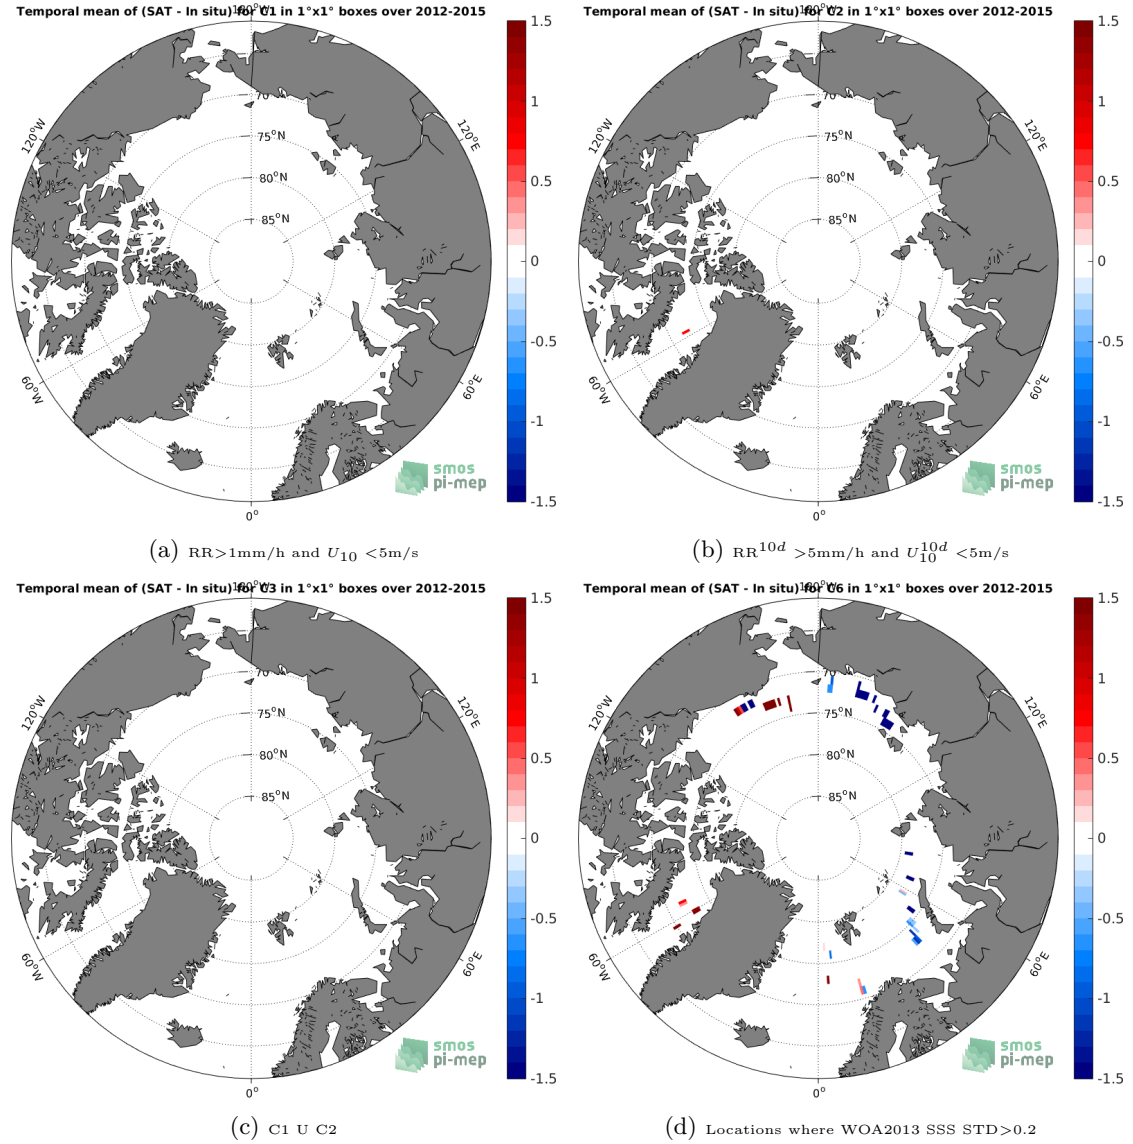 Temporal mean of (SAT - In situ) for C1 in 1°x1° boxes over 2012-2015
180°W
120°W
120°E
70
75°N
80°N
85°N
60°W
60°E
0°
1.5
1
0.5
0
-0.5
-1
-1.5
smos
pi-mep
(a) RR>1mm/h and U10 <5m/s
Temporal mean of (SAT - In situ) for C2 in 1°x1° boxes over 2012-2015
180°W
120°W
120°E
70
75°N
80°N
85°N
60°W
60°E
0°
1.5
1
0.5
0
-0.5
-1
-1.5
smos
pi-mep
(b) RR^10d >5mm/h and U10^10d <5m/s
Temporal mean of (SAT - In situ) for C3 in 1°x1° boxes over 2012-2015
180°W
120°W
120°E
70
75°N
80°N
85°N
60°W
60°E
0°
1.5
1
0.5
0
-0.5
-1
-1.5
smos
pi-mep
(c) C1 U C2
Temporal mean of (SAT - In situ) for C6 in 1°x1° boxes over 2012-2015
180°W
120°W
120°E
70
75°N
80°N
85°N
60°W
60°E
0°
1.5
1
0.5
0
-0.5
-1
-1.5
smos
pi-mep
(d) Locations where WOA2013 SSS STD>0.2